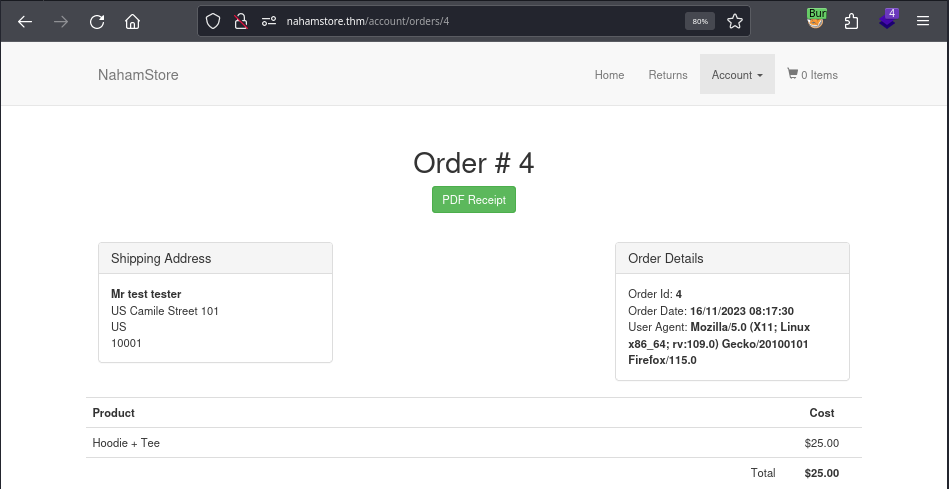 nahamstore.thm/account/orders/4
80%
Bur
4
NahamStore
Home Returns Account 0 Items
Order # 4
PDF Receipt
Shipping Address
Mr test tester
US Camile Street 101
US
10001
Order Details
Order Id: 4
Order Date: 16/11/2023 08:17:30
User Agent: Mozilla/5.0 (X11; Linux
x86_64; rv:109.0) Gecko/20100101
Firefox/115.0
Product Cost
Hoodie + Tee $25.00
Total $25.00